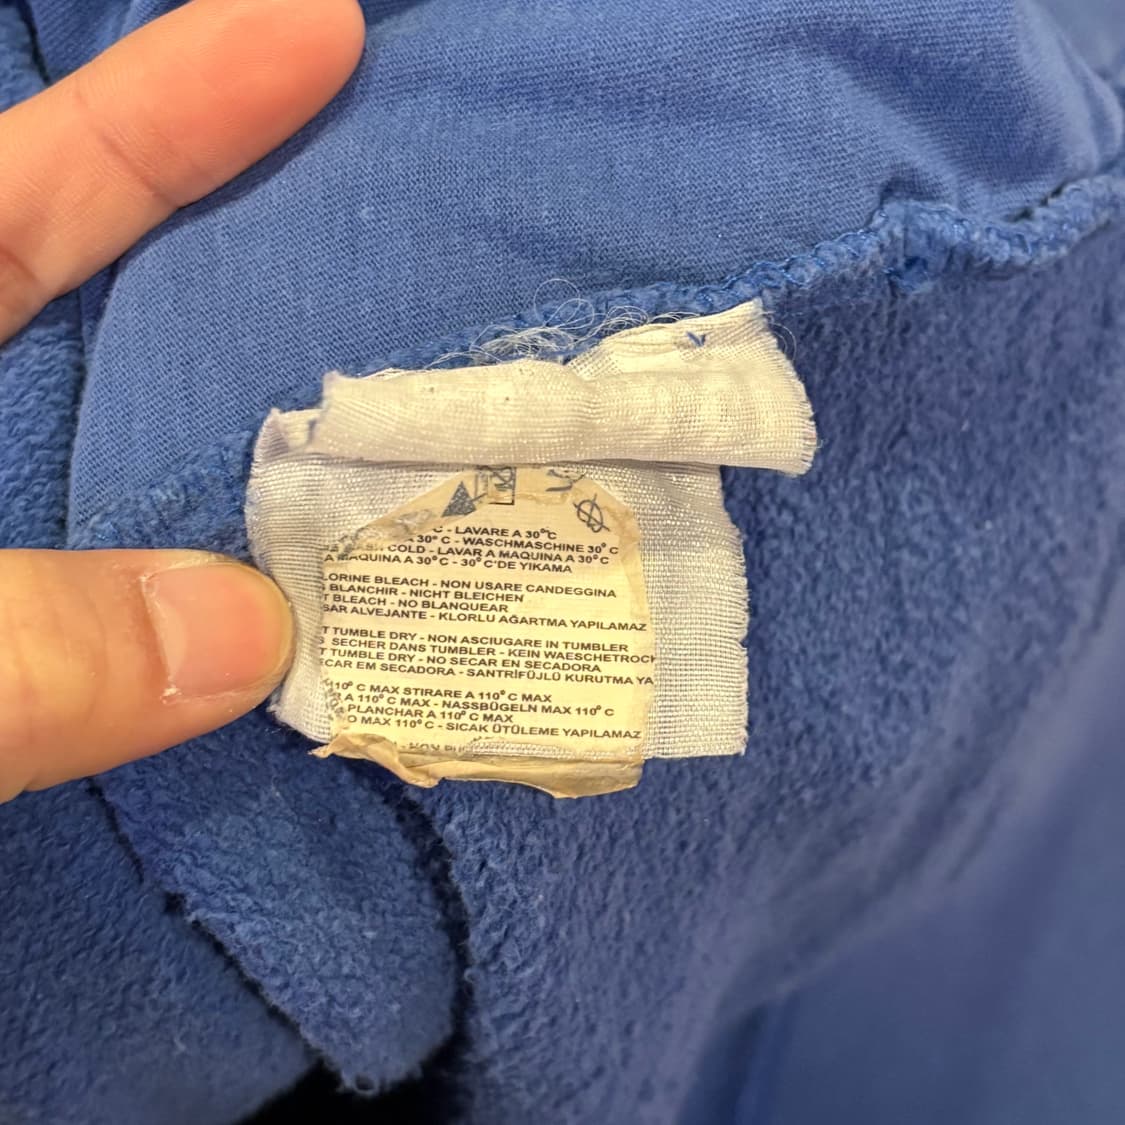 C - LAVARE A 30°C
30° C - WASCHMASCHINE 30° C
COLD - LAVAR A MAQUINA A 30°C
MAQUINA A 30° C - 30° C'DE YIKAMA
BLEACH - NON USARE CANDEGGINA
BLANCHIR - NICHT BLEICHEN
BLEACH - NO BLANQUEAR
ALVEJANTE - KLORLU AĞARTMA YAPILAMAZ
TUMBLE DRY - NON ASCIUGARE IN TUMBLER
SECHER DANS TUMBLER - KEIN WAESCHETROCK
TUMBLE DRY - NO SECAR EN SECADORA
ECAR EM SECADORA - SANTRİFÜJLÜ KURUTMA YA
110° C MAX STIRARE A 110° C MAX
A 110° C MAX - NASSBÜGELN MAX 110° C
PLANCHAR A 110° C MAX
O MAX 110° C - SICAK ÜTÜLEME YAPILAMAZ